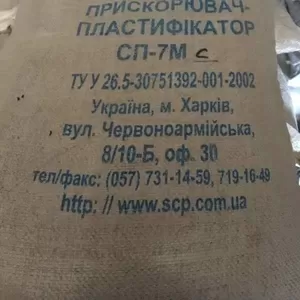 ПРИСКОРЮВАЧ-
ПЛАСТИФІКАТОР
СП-7М с
ТУ У 26.5-30751392-001-2002
Україна, м. Харків,
вул. Червоноармійська,
8/10-Б, оф. 30
тел/факс: (057) 731-14-59, 719-16-49
http: // www.scp.com.ua